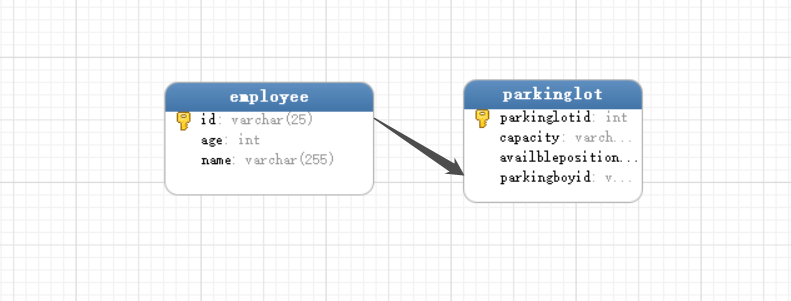 employee
id: varchar(25)
age: int
name: varchar(255)
parkinglot
parkinglotid: int
capacity: varch...
availbleposition...
parkingboyid: v...